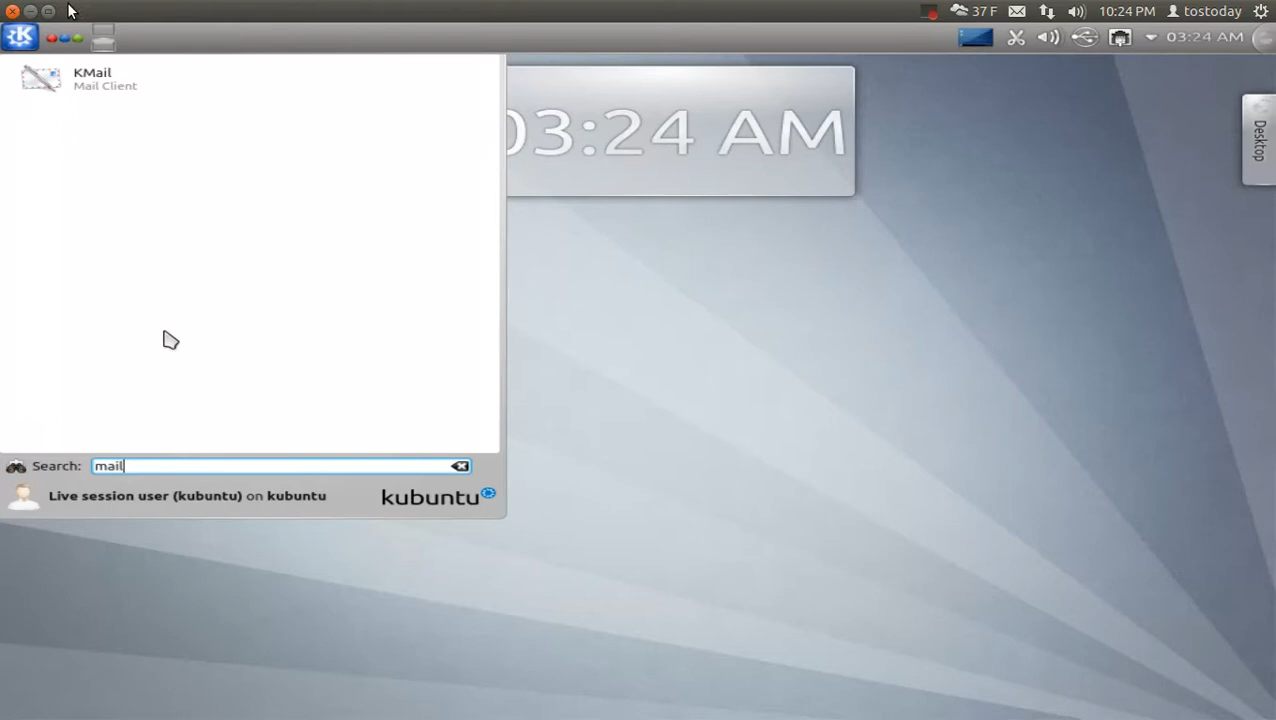 37 F
10:24 PM
tostoday
03:24 AM
KMail
Mail Client
03:24 AM
Desktop
Search: mail
Live session user (kubuntu) on kubuntu
kubuntu